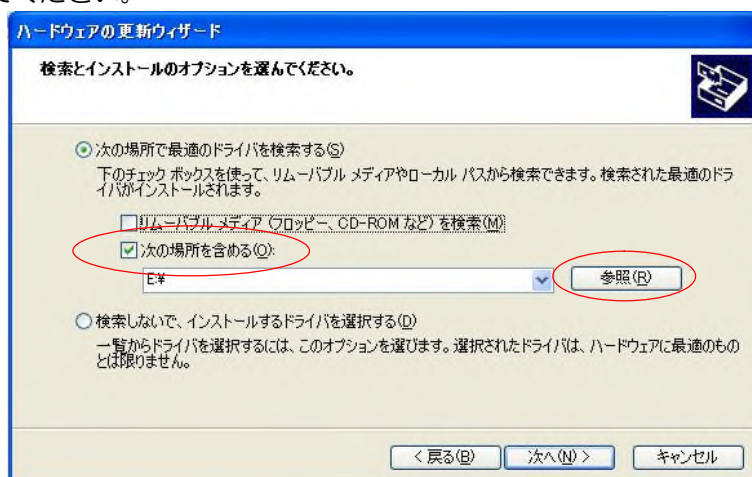 ください。
ハードウェアの更新ウィザード
検索とインストールのオプションを選んでください。
次の場所で最適のドライバを検索する(S)
下のチェック ボックスを使って、リムーバブル メディアやローカル パスから検索できます。検索された最適のドラ
イバがインストールされます。
リムーバブル メディア (フロッピー、CD-ROM など) を検索(M)
次の場所を含める(O):
E:¥
参照(R)
検索しないで、インストールするドライバを選択する(D)
一覧からドライバを選択するには、このオプションを選びます。選択されたドライバは、ハードウェアに最適のもの
とは限りません。
< 戻る(B) 次へ(N) > キャンセル